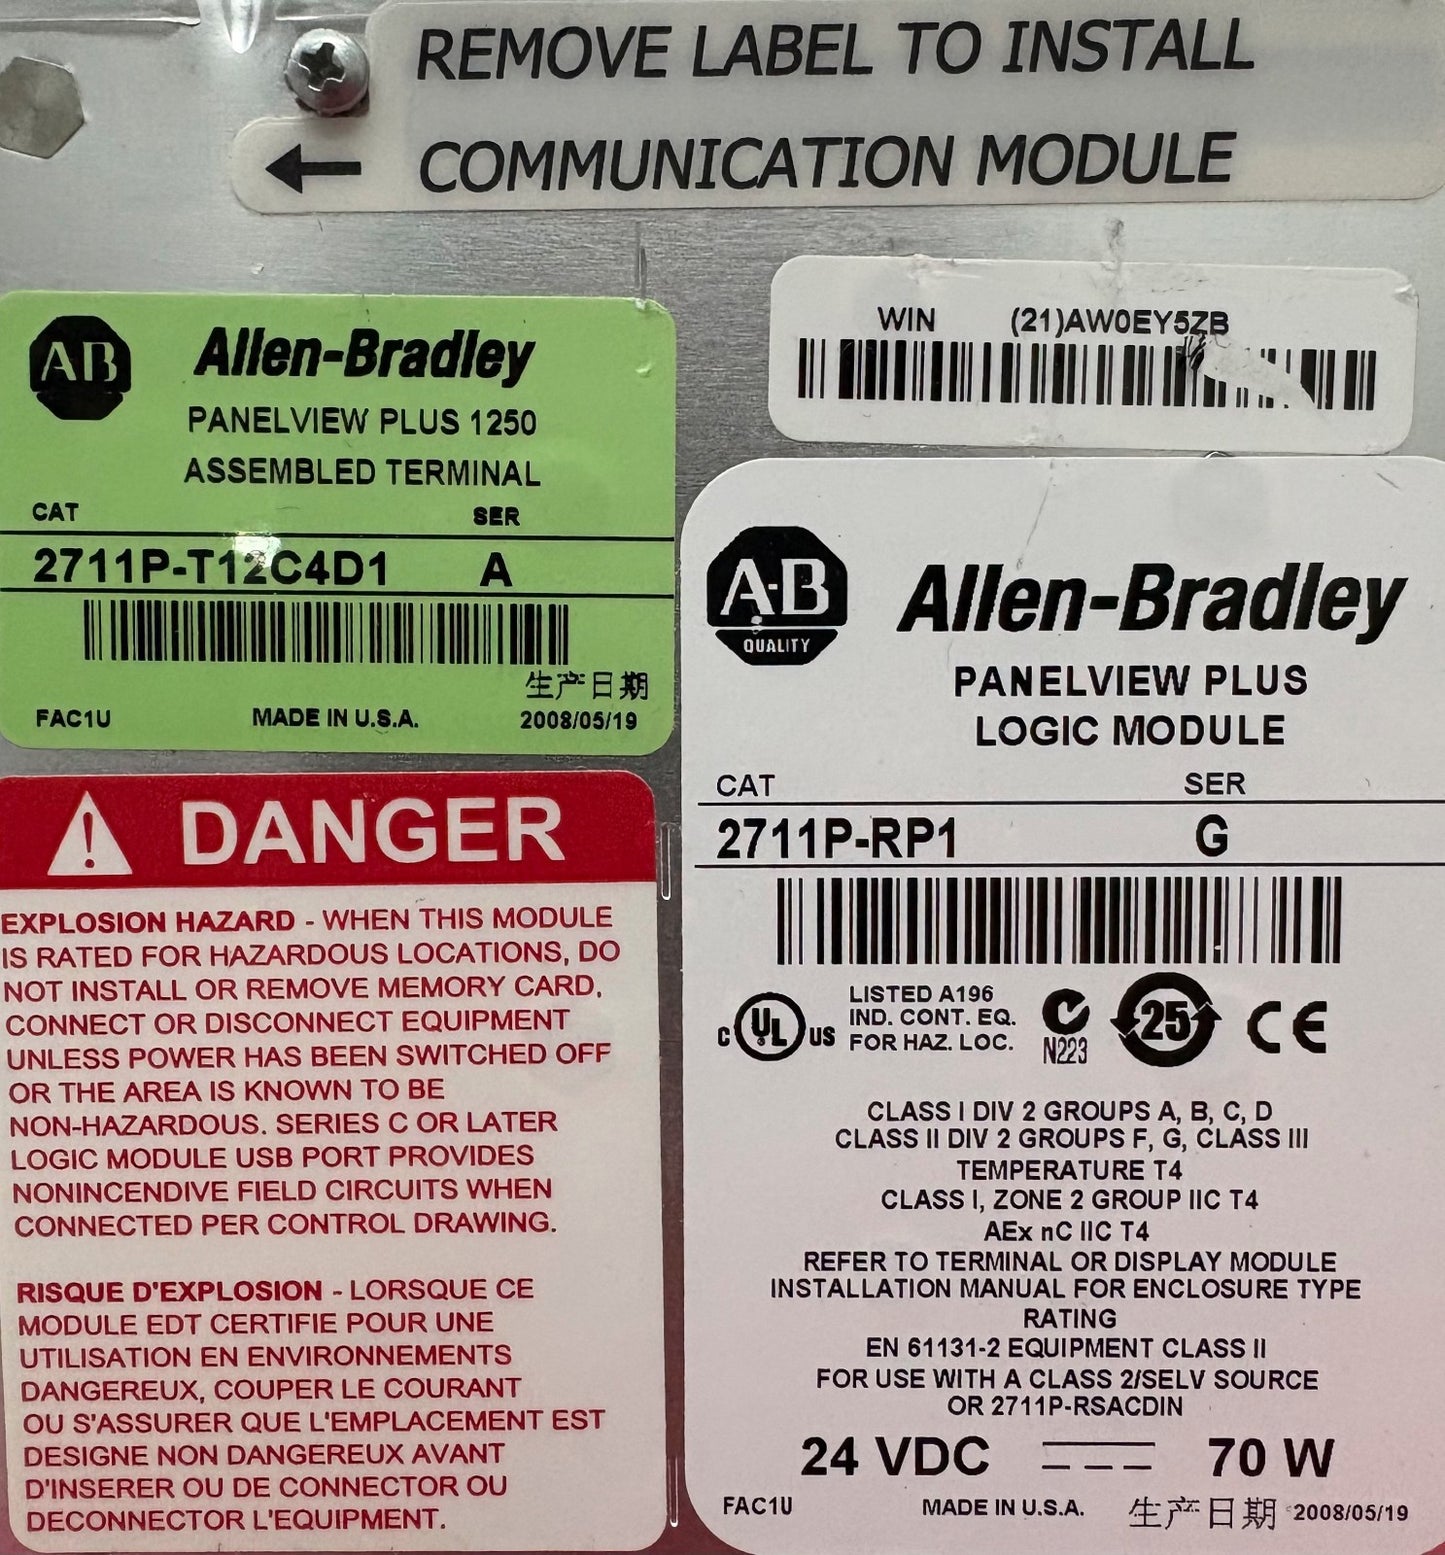 REMOVE LABEL TO INSTALL
COMMUNICATION MODULE
WIN (21)AW0EY5ZB
AB Allen-Bradley
PANELVIEW PLUS 1250
ASSEMBLED TERMINAL
CAT SER
2711P-T12C4D1 A
生产日期
FAC1U MADE IN U.S.A. 2008/05/19
DANGER
EXPLOSION HAZARD - WHEN THIS MODULE
IS RATED FOR HAZARDOUS LOCATIONS, DO
NOT INSTALL OR REMOVE MEMORY CARD,
CONNECT OR DISCONNECT EQUIPMENT
UNLESS POWER HAS BEEN SWITCHED OFF
OR THE AREA IS KNOWN TO BE
NON-HAZARDOUS. SERIES C OR LATER
LOGIC MODULE USB PORT PROVIDES
NONINCENDIVE FIELD CIRCUITS WHEN
CONNECTED PER CONTROL DRAWING.
RISQUE D'EXPLOSION - LORSQUE CE
MODULE EDT CERTIFIE POUR UNE
UTILISATION EN ENVIRONNEMENTS
DANGEREUX, COUPER LE COURANT
OU S'ASSURER QUE L'EMPLACEMENT EST
DESIGNE NON DANGEREUX AVANT
D'INSERER OU DE CONNECTOR OU
DECONNECTOR L'EQUIPMENT.
A-B QUALITY
Allen-Bradley
PANELVIEW PLUS
LOGIC MODULE
CAT SER
2711P-RP1 G
C UL US
LISTED A196
IND. CONT. EQ.
FOR HAZ. LOC.
N223
25
CE
CLASS I DIV 2 GROUPS A, B, C, D
CLASS II DIV 2 GROUPS F, G, CLASS III
TEMPERATURE T4
CLASS I, ZONE 2 GROUP IIC T4
AEx nC IIC T4
REFER TO TERMINAL OR DISPLAY MODULE
INSTALLATION MANUAL FOR ENCLOSURE TYPE
RATING
EN 61131-2 EQUIPMENT CLASS II
FOR USE WITH A CLASS 2/SELV SOURCE
OR 2711P-RSACDIN
24 VDC 70 W
FAC1U MADE IN U.S.A. 生产日期 2008/05/19